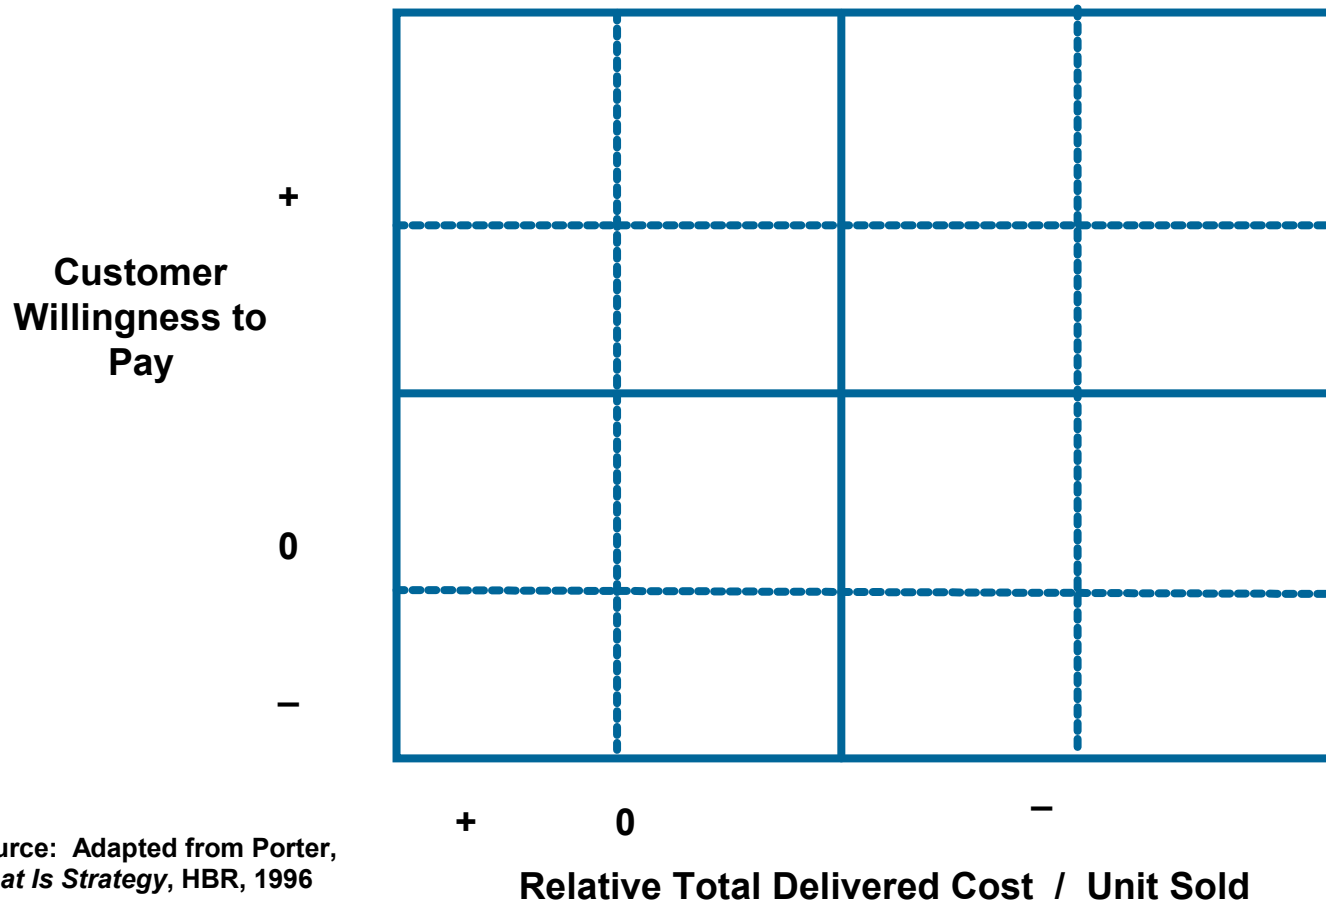 +
Customer
Willingness to
Pay
0
–
+ 0 –
urce: Adapted from Porter,
at Is Strategy, HBR, 1996
Relative Total Delivered Cost / Unit Sold